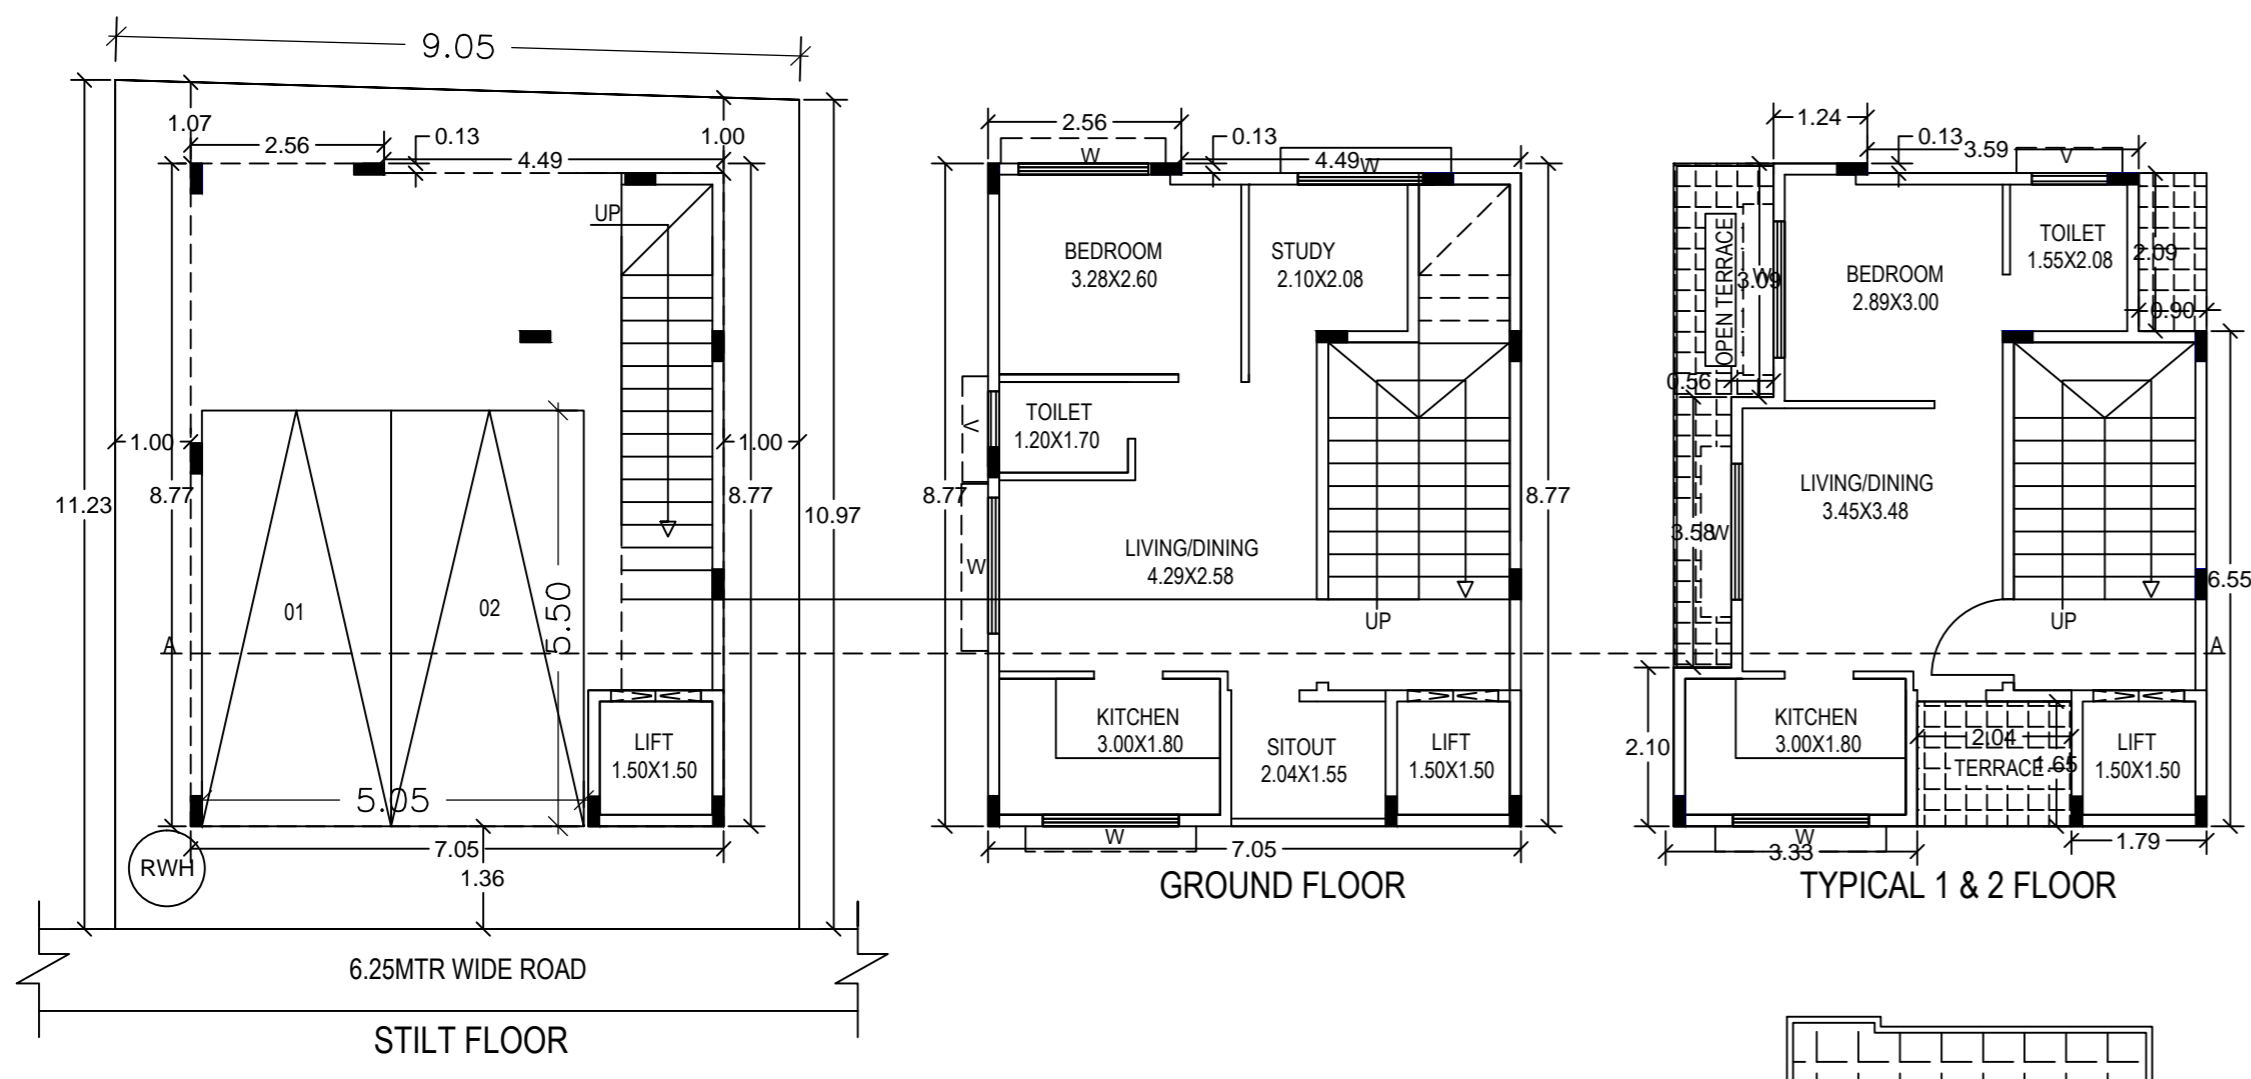 9.05
1.07
2.56
0.13
4.49
1.00
UP
1.00
1.00
11.23
8.77
8.77
10.97
01
02
5.50
A
LIFT
1.50X1.50
5.05
7.05
RWH
1.36
6.25MTR WIDE ROAD
STILT FLOOR
2.56
0.13
4.49
W
W
BEDROOM
3.28X2.60
STUDY
2.10X2.08
TOILET
1.20X1.70
V
8.77
8.77
W
LIVING/DINING
4.29X2.58
UP
KITCHEN
3.00X1.80
SITOUT
2.04X1.55
LIFT
1.50X1.50
W
7.05
GROUND FLOOR
1.24
0.13
3.59
V
OPEN TERRACE
W
3.09
BEDROOM
2.89X3.00
TOILET
1.55X2.08
2.09
0.90
0.56
LIVING/DINING
3.45X3.48
3.58
W
6.55
UP
A
KITCHEN
3.00X1.80
2.10
2.04
TERRACE
1.65
LIFT
1.50X1.50
W
3.33
1.79
TYPICAL 1 & 2 FLOOR